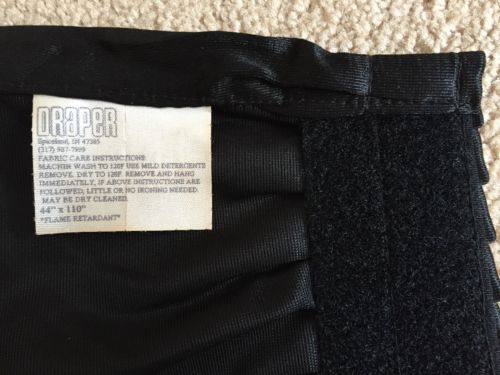 DRAPER
Spiceland, IN 47385
(317) 987-7999
FABRIC CARE INSTRUCTIONS:
MACHIN WASH TO 120F USE MILD DETERGENTS
REMOVE. DRY TO 120F. REMOVE AND HANG
IMMEDIATELY, IF ABOVE INSTRUCTIONS ARE
FOLLOWED, LITTLE OR NO IRONING NEEDED.
MAY BE DRY CLEANED.
44" x 110"
"FLAME RETARDANT"